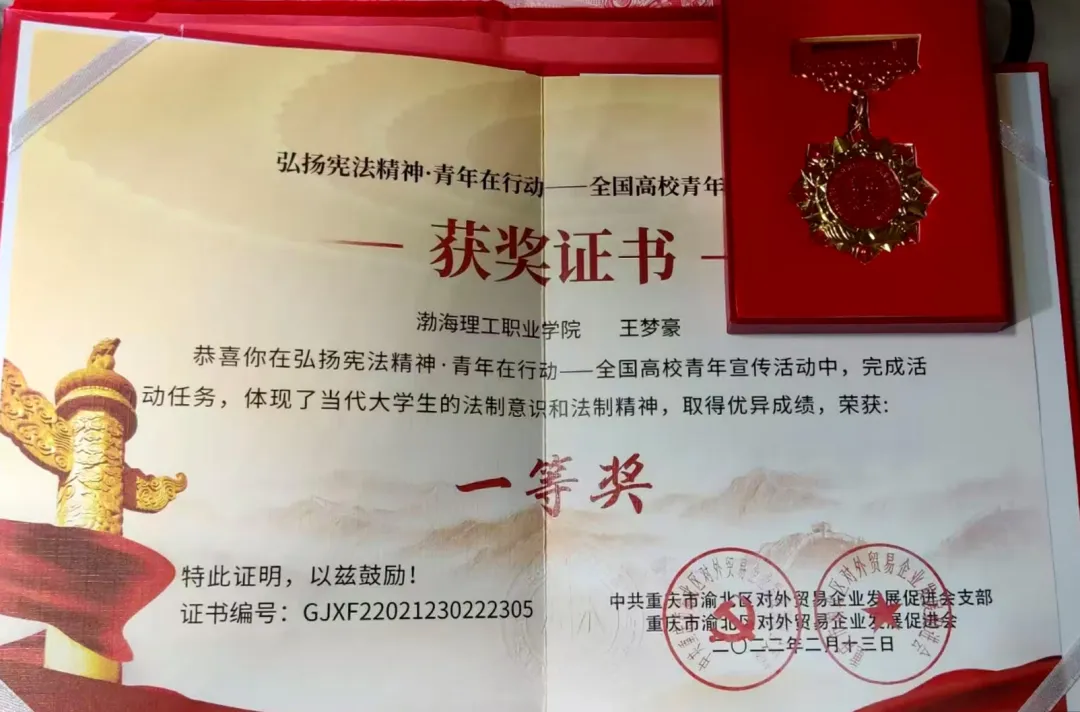 弘扬宪法精神·青年在行动——全国高校青年
获奖证书
渤海理工职业学院 王梦豪
恭喜你在弘扬宪法精神·青年在行动——全国高校青年宣传活动中，完成活
动任务，体现了当代大学生的法制意识和法制精神，取得优异成绩，荣获:
一等奖
特此证明，以兹鼓励！
证书编号：GJXF22021230222305
中共重庆市渝北区对外贸易企业发展促进会支部
重庆市渝北区对外贸易企业发展促进会
二〇二二年二月十三日